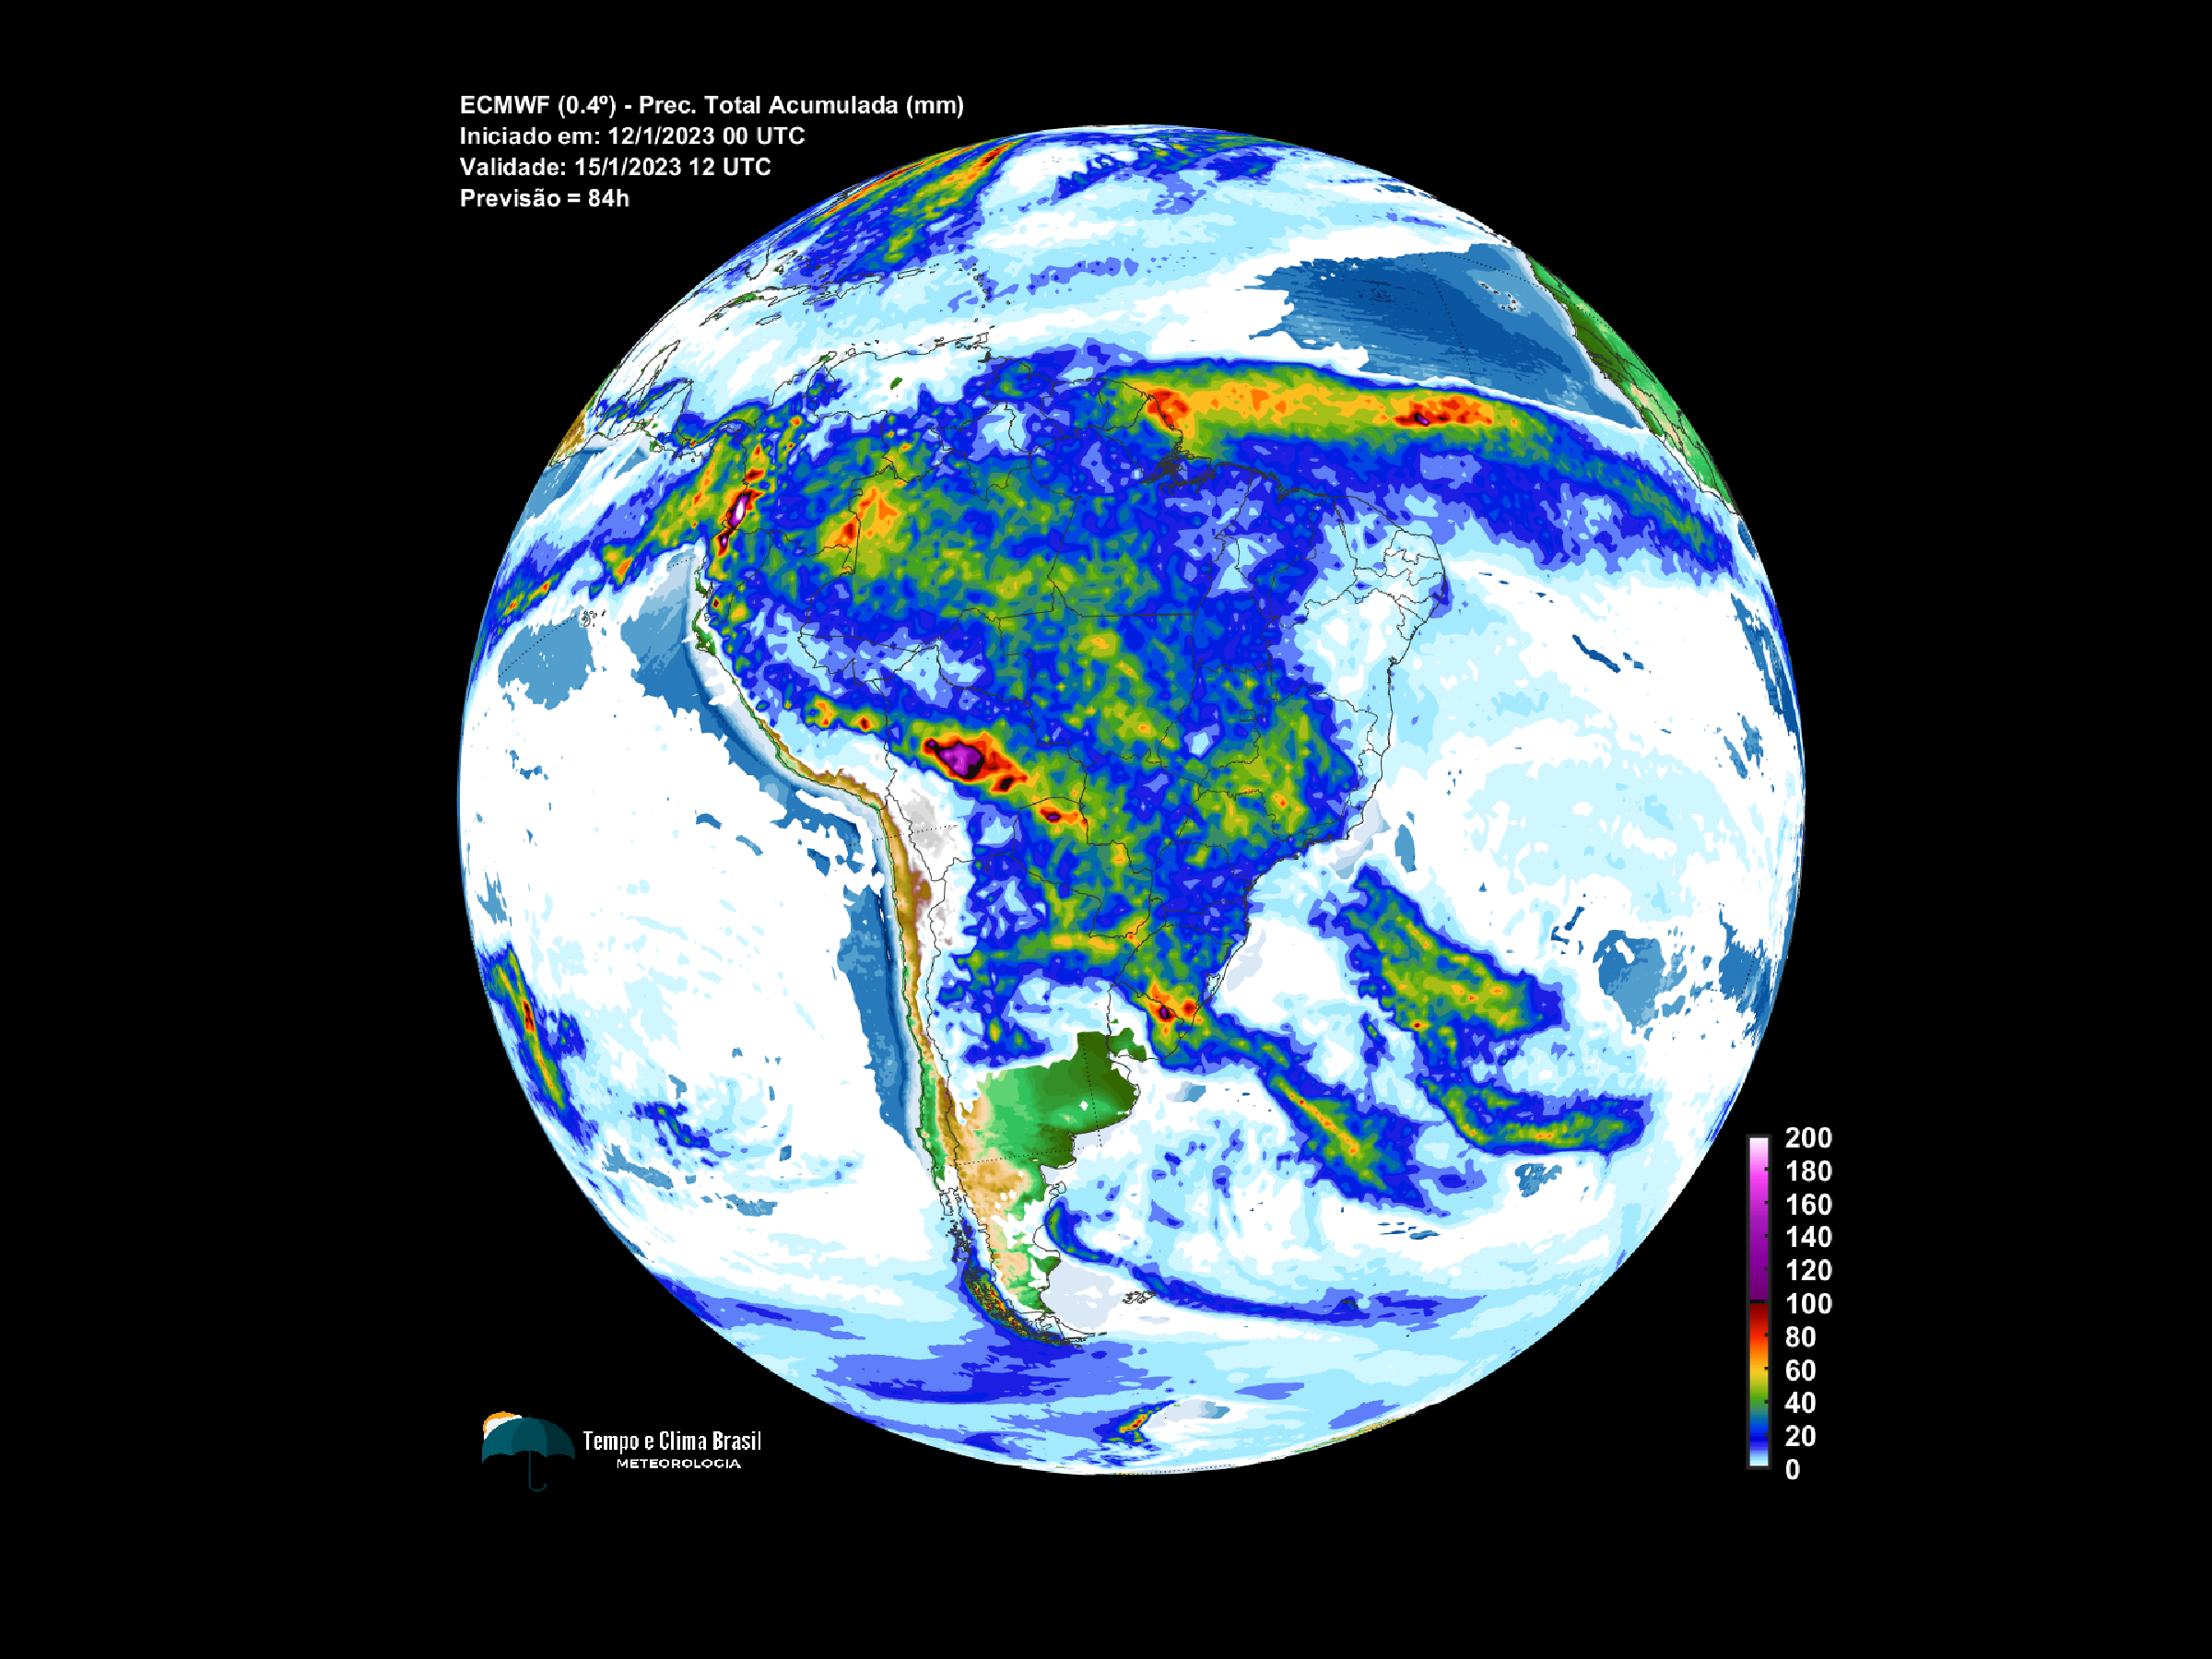 ECMWF (0.4º) - Prec. Total Acumulada (mm)
Iniciado em: 12/1/2023 00 UTC
Validade: 15/1/2023 12 UTC
Previsão = 84h
200
180
160
140
120
100
80
60
40
20
0
Tempo e Clima Brasil
METEOROLOGIA